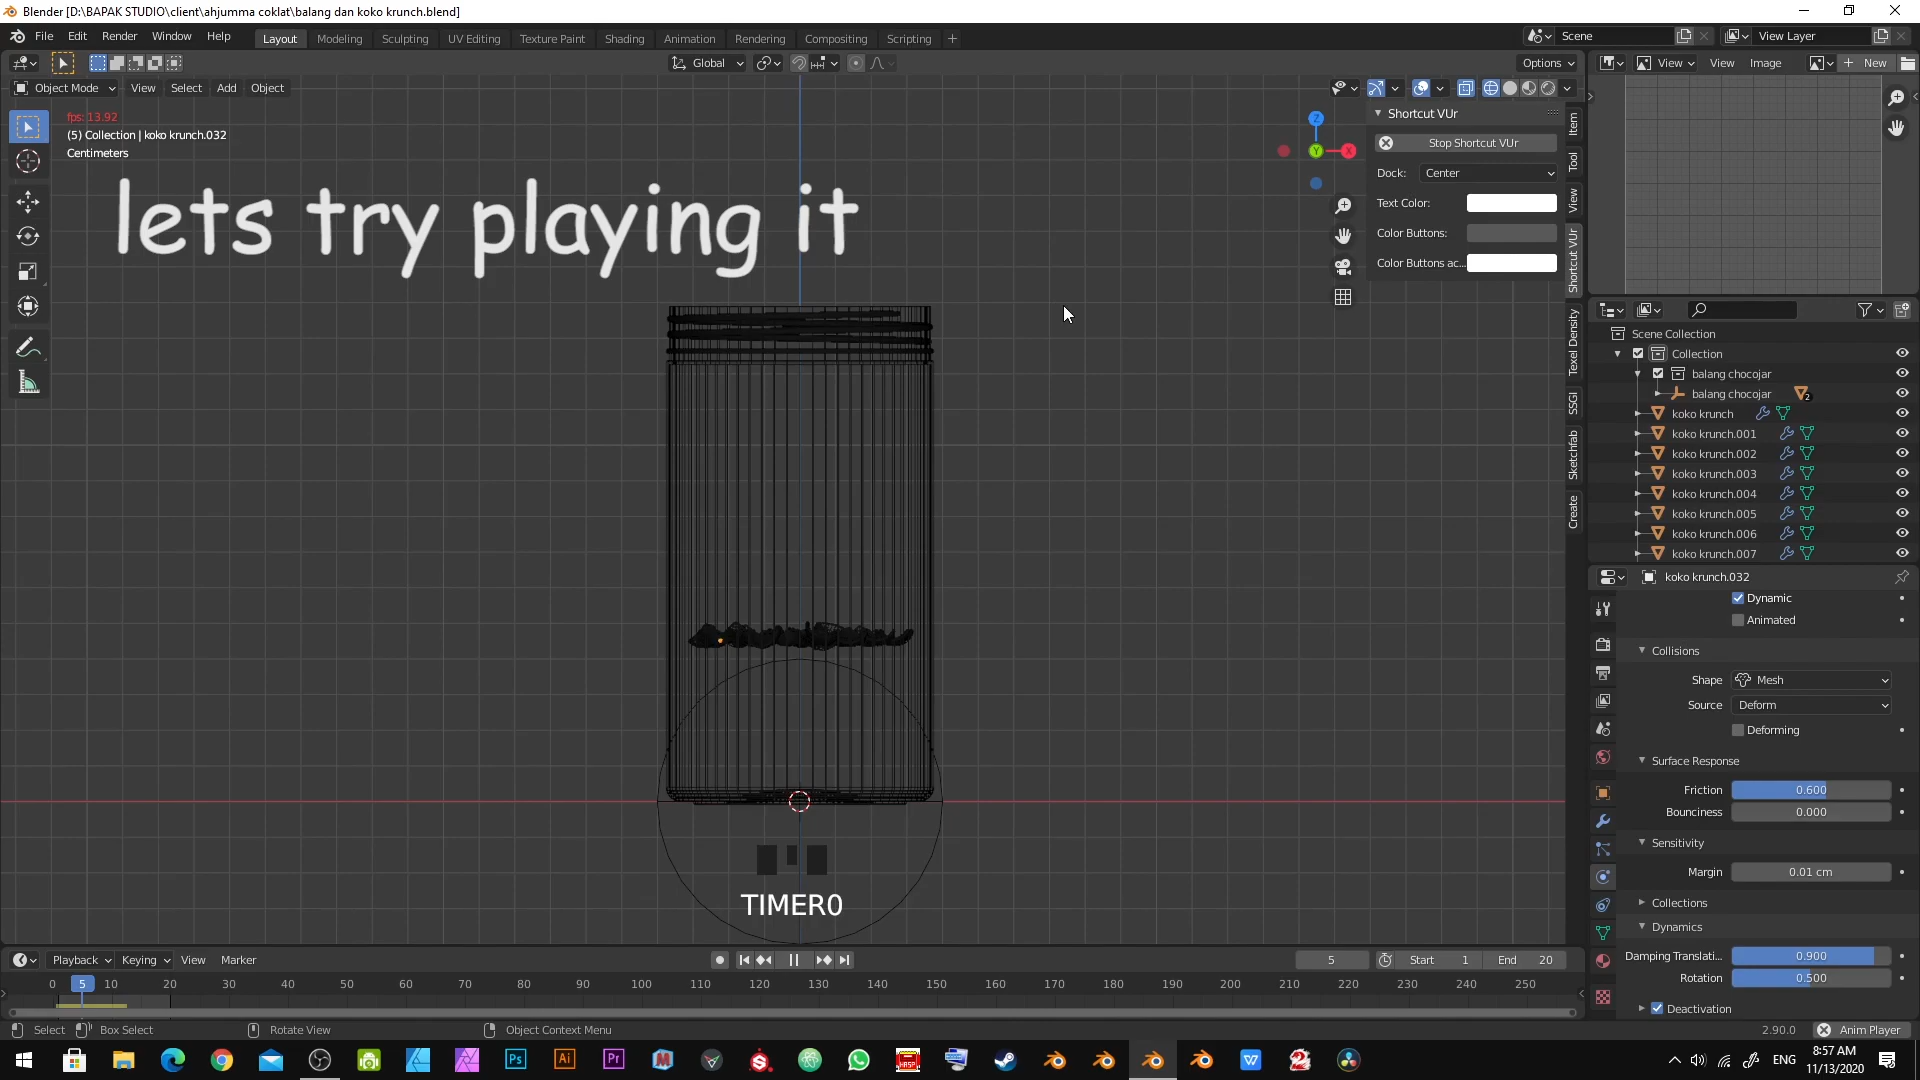 Blender [D:\BAPAK STUDIO\client\ahjumma coklat\balang dan koko krunch.blend]
File Edit Render Window Help
Layout Modeling Sculpting UV Editing Texture Paint Shading Animation Rendering Compositing Scripting
Scene
View Layer
Global
Options
View View Image New
Object Mode View Select Add Object
fps: 13.92
(5) Collection | koko krunch.032
Centimeters
lets try playing it
Z
Y
X
Shortcut VUr
Stop Shortcut VUr
Dock: Center
Text Color:
Color Buttons:
Color Buttons ac...
Item
Tool
View
Shortcut VUr
Texel Density
SSGI
Sketchfab
Create
Scene Collection
Collection
balang chocojar
balang chocojar 2
koko krunch
koko krunch.001
koko krunch.002
koko krunch.003
koko krunch.004
koko krunch.005
koko krunch.006
koko krunch.007
koko krunch.032
Dynamic
Animated
Collisions
Shape Mesh
Source Deform
Deforming
Surface Response
Friction 0.600
Bounciness 0.000
Sensitivity
Margin 0.01 cm
Collections
Dynamics
Damping Translati... 0.900
Rotation 0.500
Deactivation
TIMER0
Playback Keying View Marker
5 Start 1 End 20
0 5 10 20 30 40 50 60 70 80 90 100 110 120 130 140 150 160 170 180 190 200 210 220 230 240 250
Select Box Select Rotate View Object Context Menu
2.90.0 Anim Player
Ps Ai Pr
ENG
8:57 AM
11/13/2020